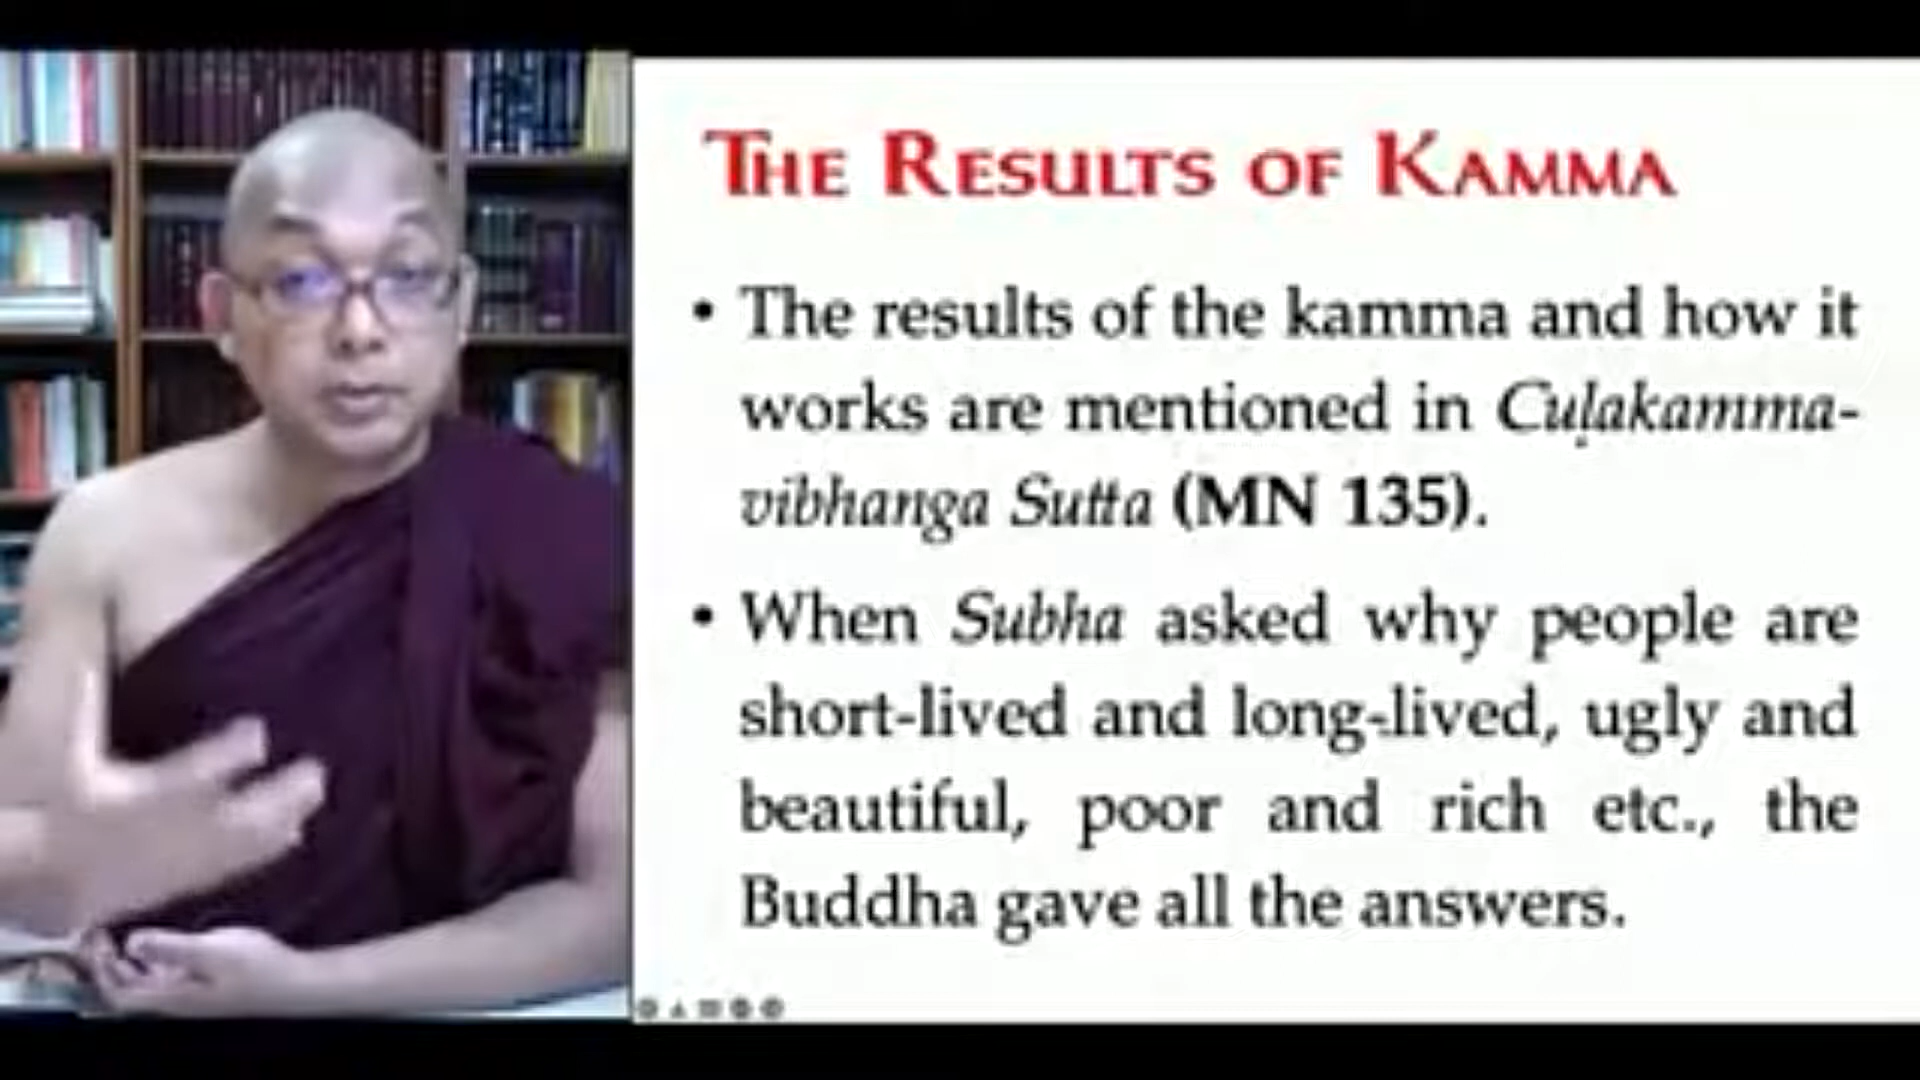 THE RESULTS OF KAMMA
• The results of the kamma and how it
works are mentioned in Cuḷakamma-
vibhanga Sutta (MN 135).
• When Subha asked why people are
short-lived and long-lived, ugly and
beautiful, poor and rich etc., the
Buddha gave all the answers.